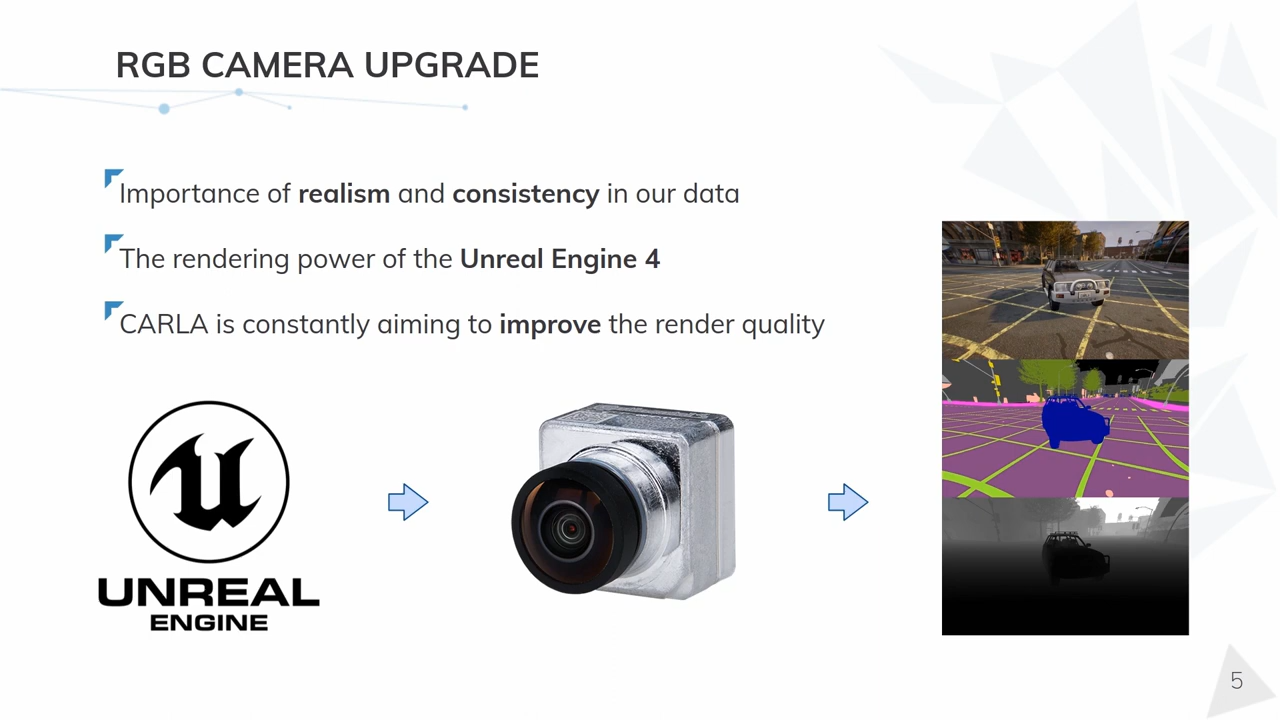 RGB CAMERA UPGRADE
Importance of realism and consistency in our data
The rendering power of the Unreal Engine 4
CARLA is constantly aiming to improve the render quality
UNREAL
ENGINE
5